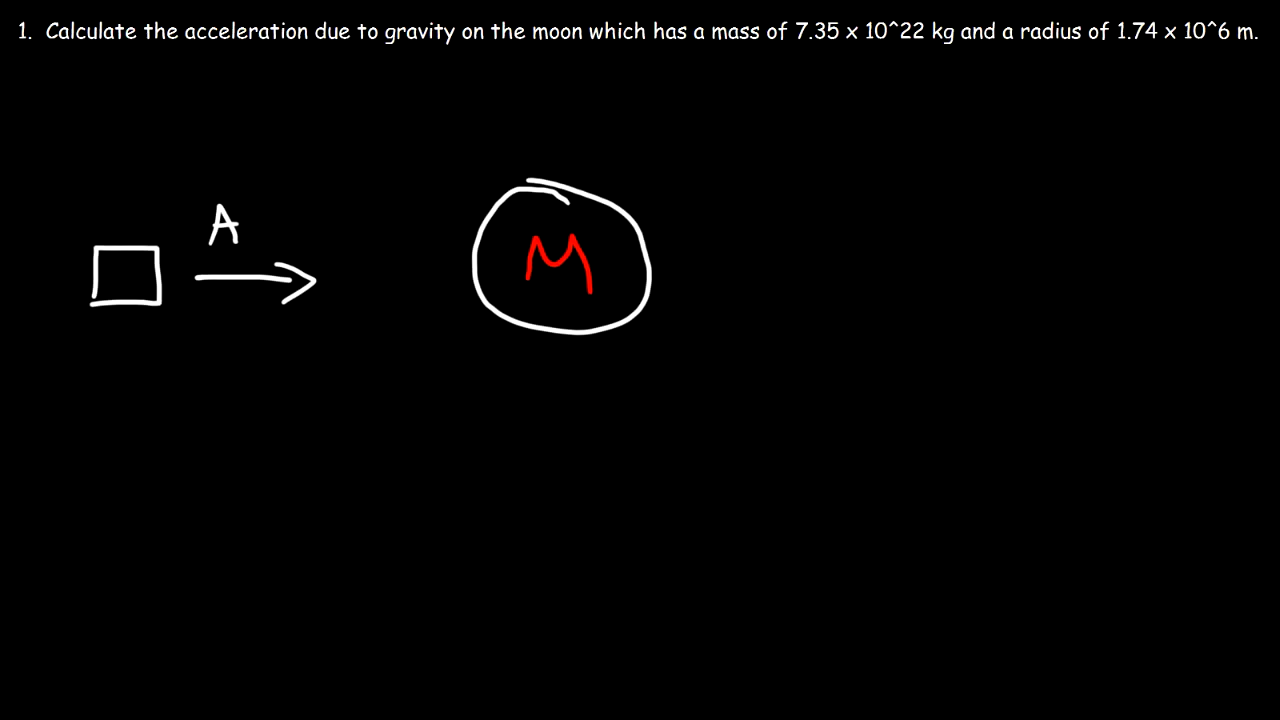 1. Calculate the acceleration due to gravity on the moon which has a mass of 7.35 x 10^22 kg and a radius of 1.74 x 10^6 m.
A
M